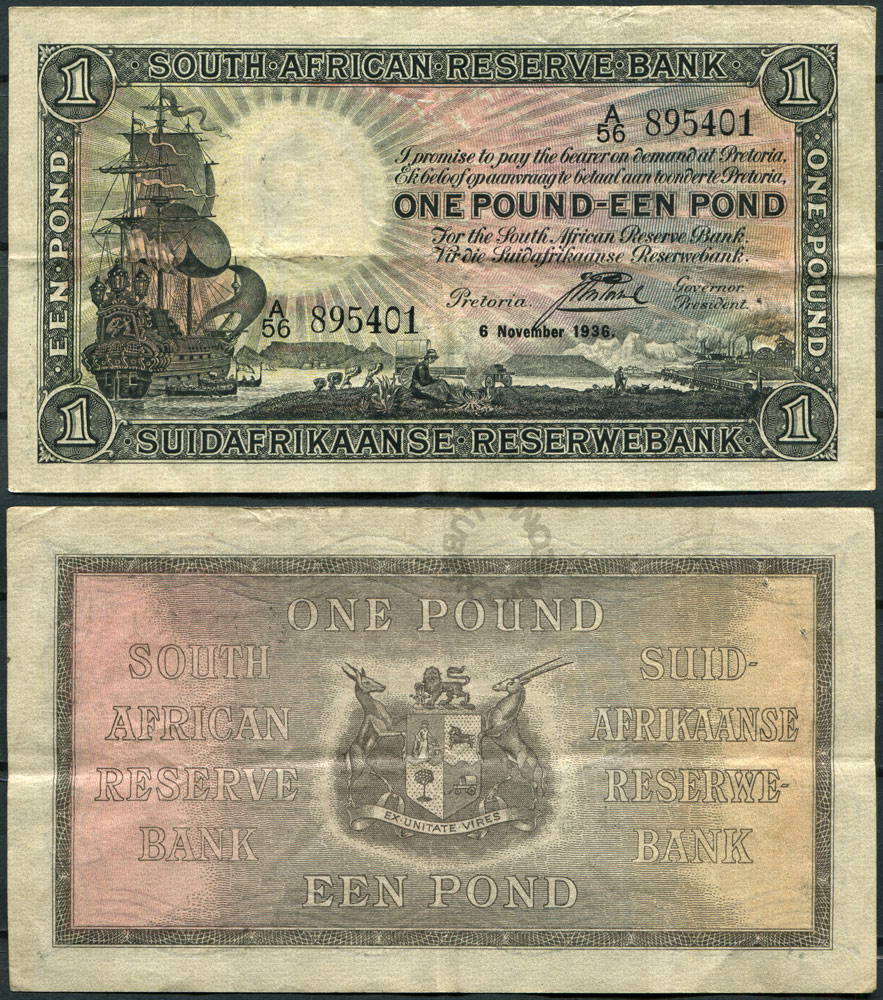 SOUTH·AFRICAN·RESERVE·BANK
1
1
A/56 895401
I promise to pay the bearer on demand at Pretoria,
Ek beloof op aanvraag te betaal aan toonder te Pretoria,
ONE POUND-EEN POND
For the South African Reserve Bank.
Vir die Suidafrikaanse Reserwebank.
Pretoria.
Governor
President.
6 November 1936.
A/56 895401
EEN·POND
ONE·POUND
1
1
SUIDAFRIKAANSE·RESERWEBANK
ONE POUND
SOUTH
AFRICAN
RESERVE
BANK
SUID-
AFRIKAANSE
RESERWE-
BANK
EX·UNITATE·VIRES
EEN POND